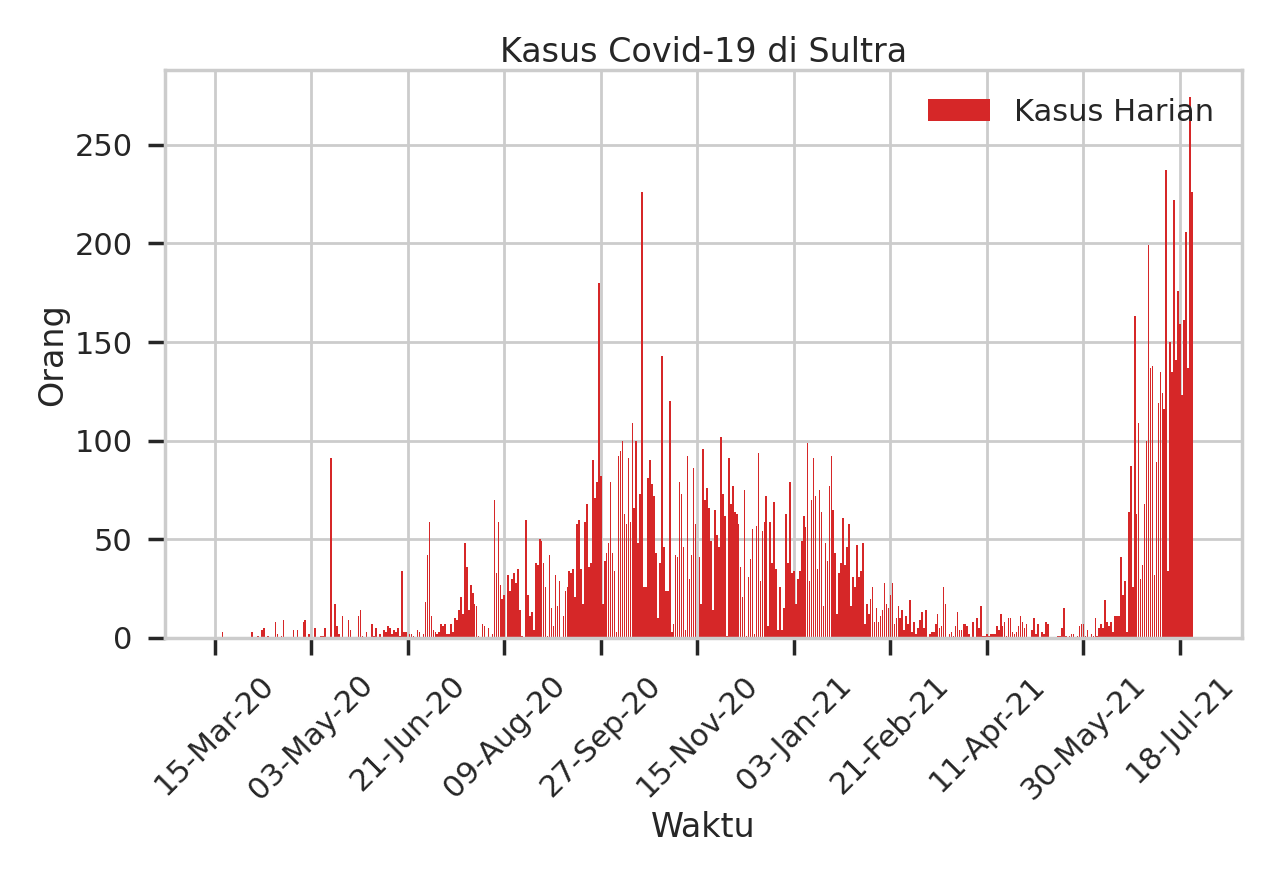 Kasus Covid-19 di Sultra
Kasus Harian
Orang
250
200
150
100
50
0
15-Mar-20
03-May-20
21-Jun-20
09-Aug-20
27-Sep-20
15-Nov-20
03-Jan-21
21-Feb-21
11-Apr-21
30-May-21
18-Jul-21
Waktu